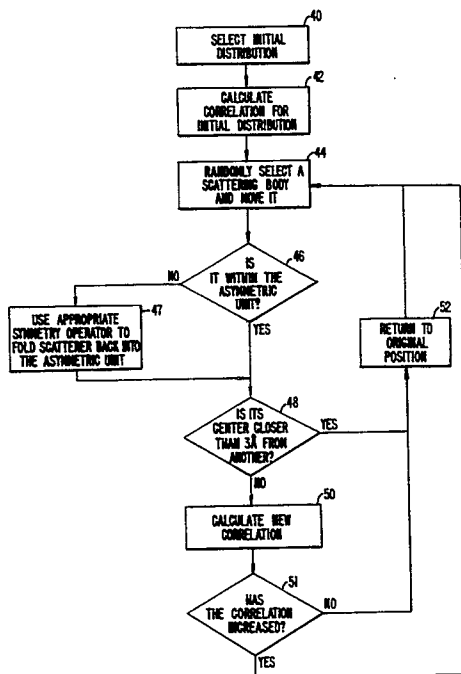 40
SELECT INITIAL
DISTRIBUTION
42
CALCULATE
CORRELATION FOR
INITIAL DISTRIBUTION
44
RANDOMLY SELECT A
SCATTERING BODY
AND MOVE IT
46
IS
IT WITHIN THE
ASYMMETRIC
UNIT?
NO
YES
47
USE APPROPRIATE
SYMMETRY OPERATOR TO
FOLD SCATTERER BACK INTO
THE ASYMMETRIC UNIT
52
RETURN TO
ORIGINAL
POSITION
48
IS ITS
CENTER CLOSER
THAN 3Å FROM
ANOTHER?
YES
NO
50
CALCULATE NEW
CORRELATION
51
HAS
THE CORRELATION
INCREASED?
NO
YES